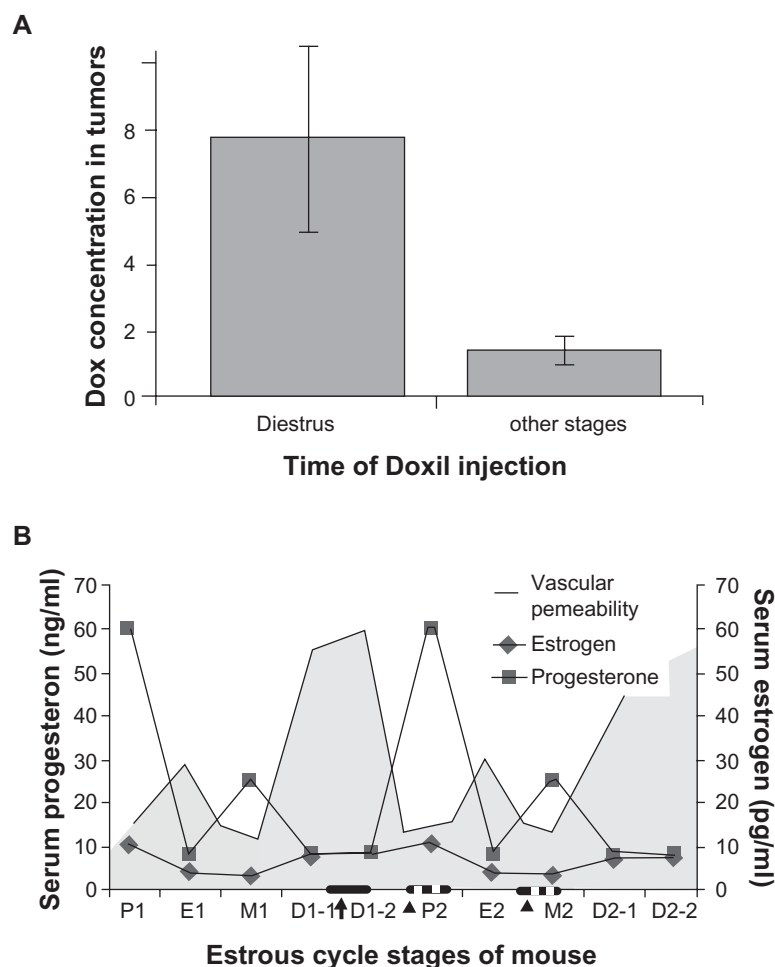 A
Dox concentration in tumors
8
6
4
2
0
Diestrus
other stages
Time of Doxil injection
B
Serum progesteron (ng/ml)
70
60
50
40
30
20
10
0
Vascular
pemeability
Estrogen
Progesterone
70
60
50
40
30
20
10
0
Serum estrogen (pg/ml)
P1 E1 M1 D1-1 D1-2 P2 E2 M2 D2-1 D2-2
Estrous cycle stages of mouse